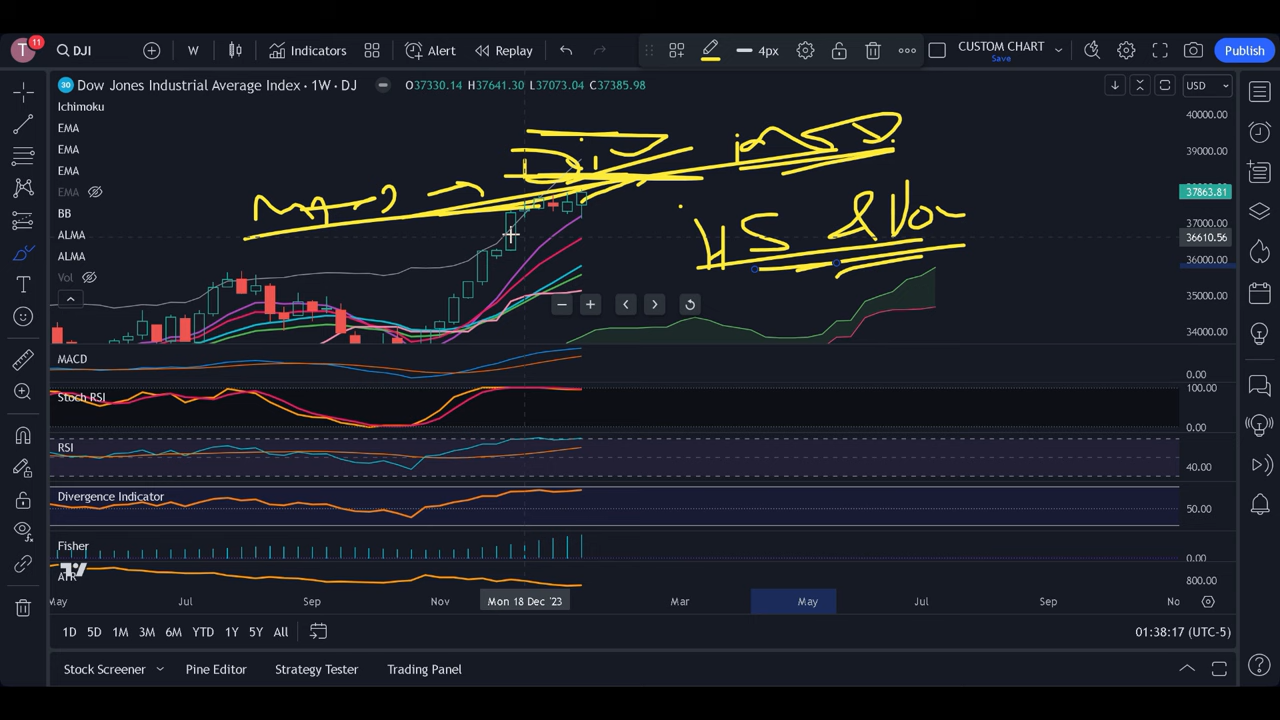 T 11 DJI W Indicators Alert Replay 4px CUSTOM CHART Save Publish
30 Dow Jones Industrial Average Index · 1W · DJ O37330.14 H37641.30 L37073.04 C37385.98 USD
Ichimoku
EMA
EMA
EMA
EMA
EMA
BB
ALMA
ALMA
Vol
40000.00
39000.00
37863.81
37000.00
36610.56
36000.00
35000.00
34000.00
MACD
0.00
Stoch RSI
100.00
0.00
RSI
40.00
Divergence Indicator
50.00
Fisher
0.00
ATR
800.00
May Jul Sep Nov Mon 18 Dec '23 Mar May Jul Sep No
1D 5D 1M 3M 6M YTD 1Y 5Y All 01:38:17 (UTC-5)
Stock Screener Pine Editor Strategy Tester Trading Panel